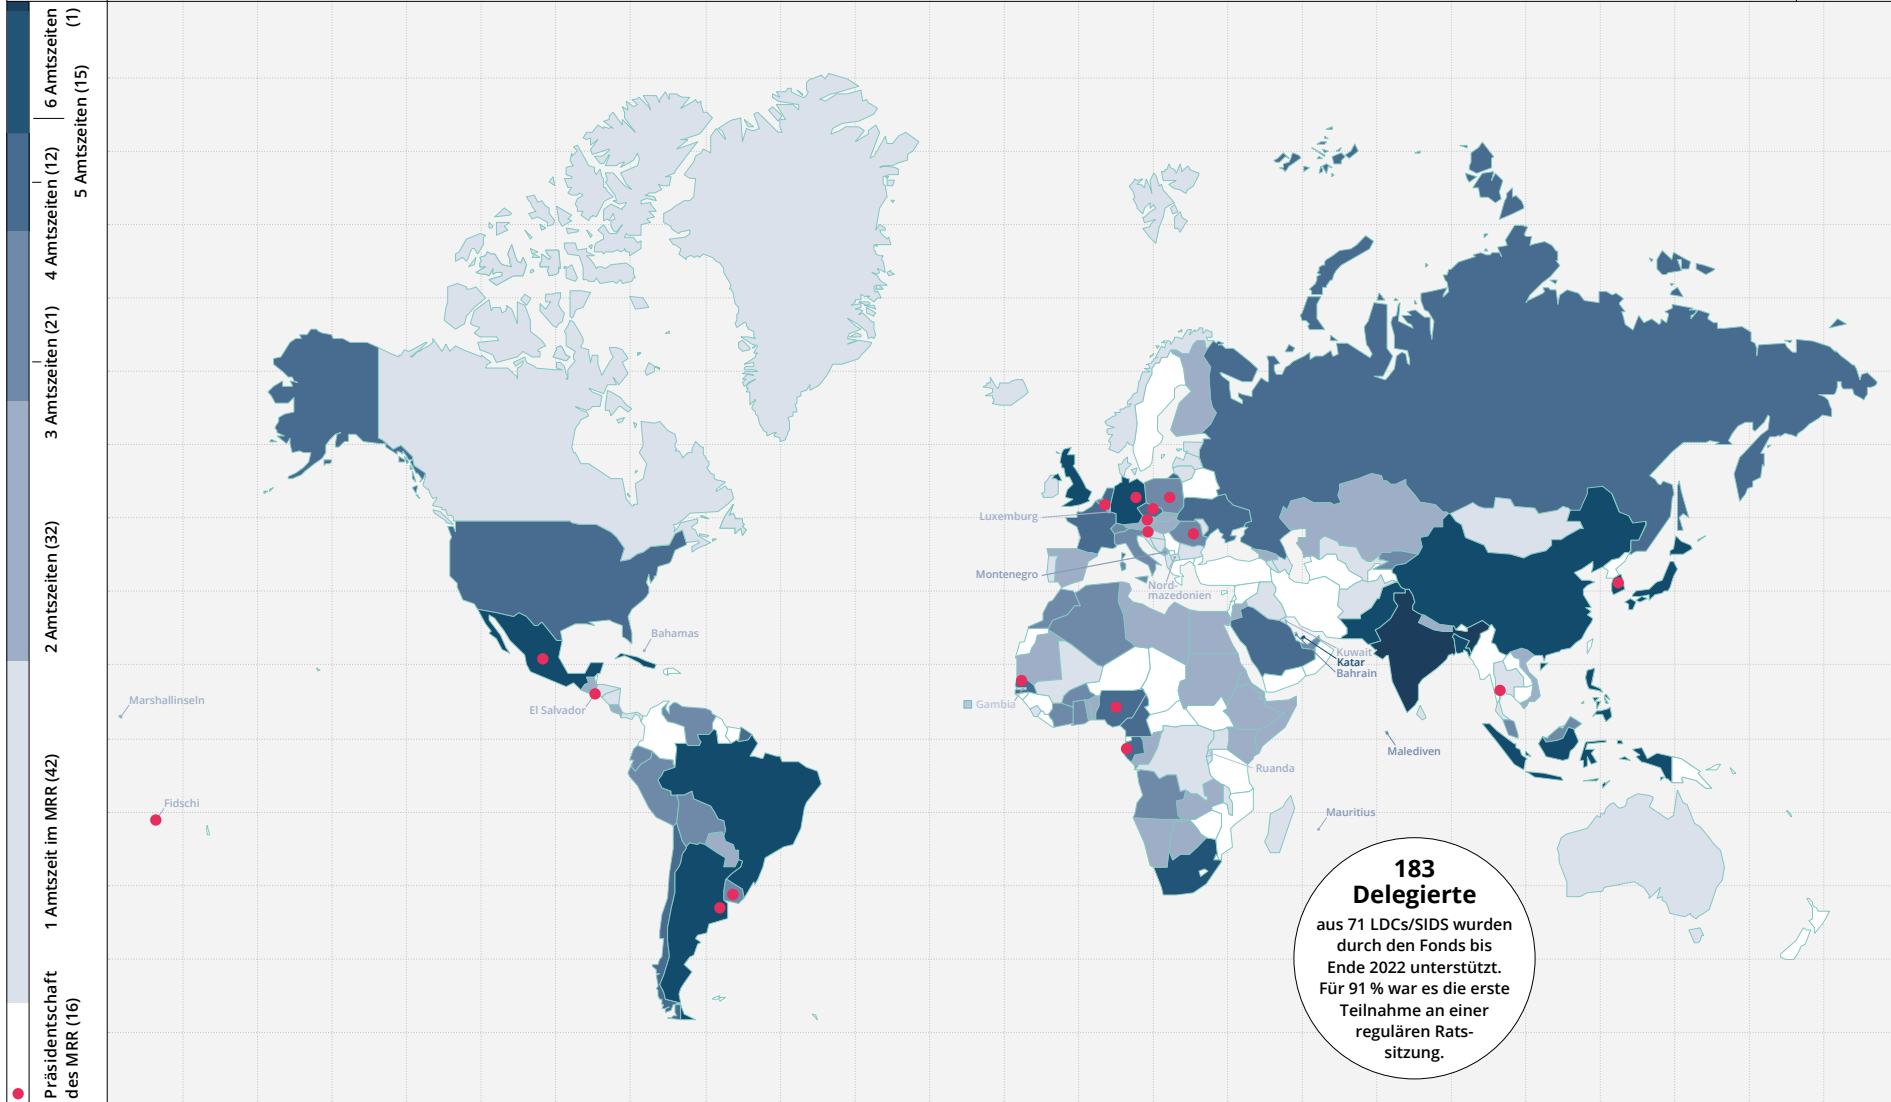 6 Amtszeiten (1)
5 Amtszeiten (15)
4 Amtszeiten (12)
3 Amtszeiten (21)
2 Amtszeiten (32)
1 Amtszeit im MRR (42)
Präsidentschaft
des MRR (16)
Luxemburg
Montenegro
Nord-
mazedonien
Bahamas
Kuwait
Katar
Bahrain
Marshallinseln
El Salvador
Gambia
Malediven
Ruanda
Fidschi
Mauritius
183
Delegierte
aus 71 LDCs/SIDS wurden
durch den Fonds bis
Ende 2022 unterstützt.
Für 91 % war es die erste
Teilnahme an einer
regulären Rats-
sitzung.